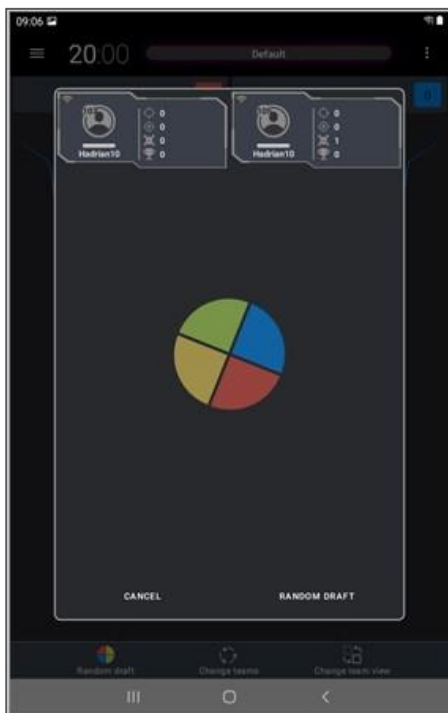 09:06
20:00 Default
0
0 0
0 0
0 1
Hadrian10 0 Hadrian10 0
CANCEL RANDOM DRAFT
Random draft Change teams Change team view